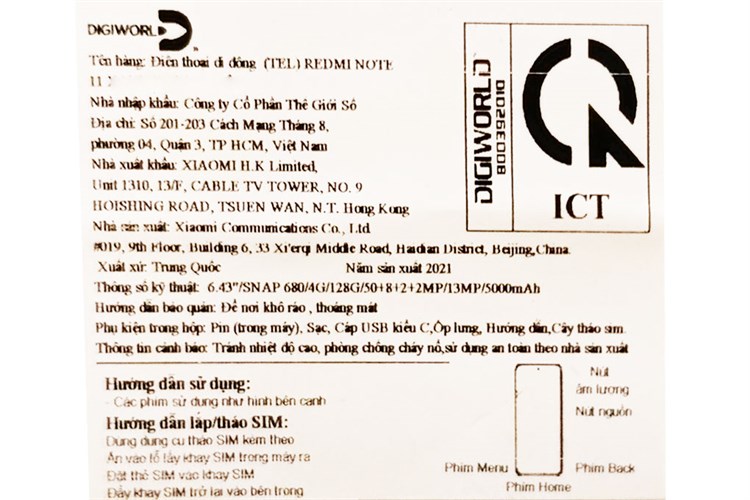 DIGIWORLD
Tên hàng: Điện thoại di động (TEL) REDMI NOTE
11
Nhà nhập khẩu: Công ty Cổ Phần Thế Giới Số
Địa chỉ: Số 201-203 Cách Mạng Tháng 8,
phường 04, Quận 3, TP HCM, Việt Nam
Nhà xuất khẩu: XIAOMI H.K Limited,
Unit 1310, 13/F, CABLE TV TOWER, NO. 9
HOISHING ROAD, TSUEN WAN, N.T. Hong Kong
Nhà sản xuất: Xiaomi Communications Co., Ltd
#019, 9th Floor, Building 6, 33 Xi'erqi Middle Road, Haidian District, Beijing,China.
Xuất xứ: Trung Quốc Năm sản xuất 2021
Thông số kỹ thuật: 6.43"/SNAP 680/4G/128G/50+8+2+2MP/13MP/5000mAh
Hướng dẫn bảo quản: Để nơi khô ráo , thoáng mát
Phụ kiện trong hộp: Pin (trong máy), Sạc, Cáp USB kiểu C,Ốp lưng, Hướng dẫn,Cây tháo sim.
Thông tin cảnh báo: Tránh nhiệt độ cao, phòng chống cháy nổ,sử dụng an toàn theo nhà sản xuất
DIGIWORLD
800392010
ICT
Hướng dẫn sử dụng:
- Các phím sử dụng như hình bên cạnh
Hướng dẫn lắp/tháo SIM:
Dùng dụng cụ tháo SIM kèm theo
Ấn vào lổ lấy khay SIM trong máy ra
Đặt thẻ SIM vào khay SIM
Đẩy khay SIM trở lại vào bên trong
Nút
âm lượng
Nút nguồn
Phím Menu
Phím Back
Phím Home